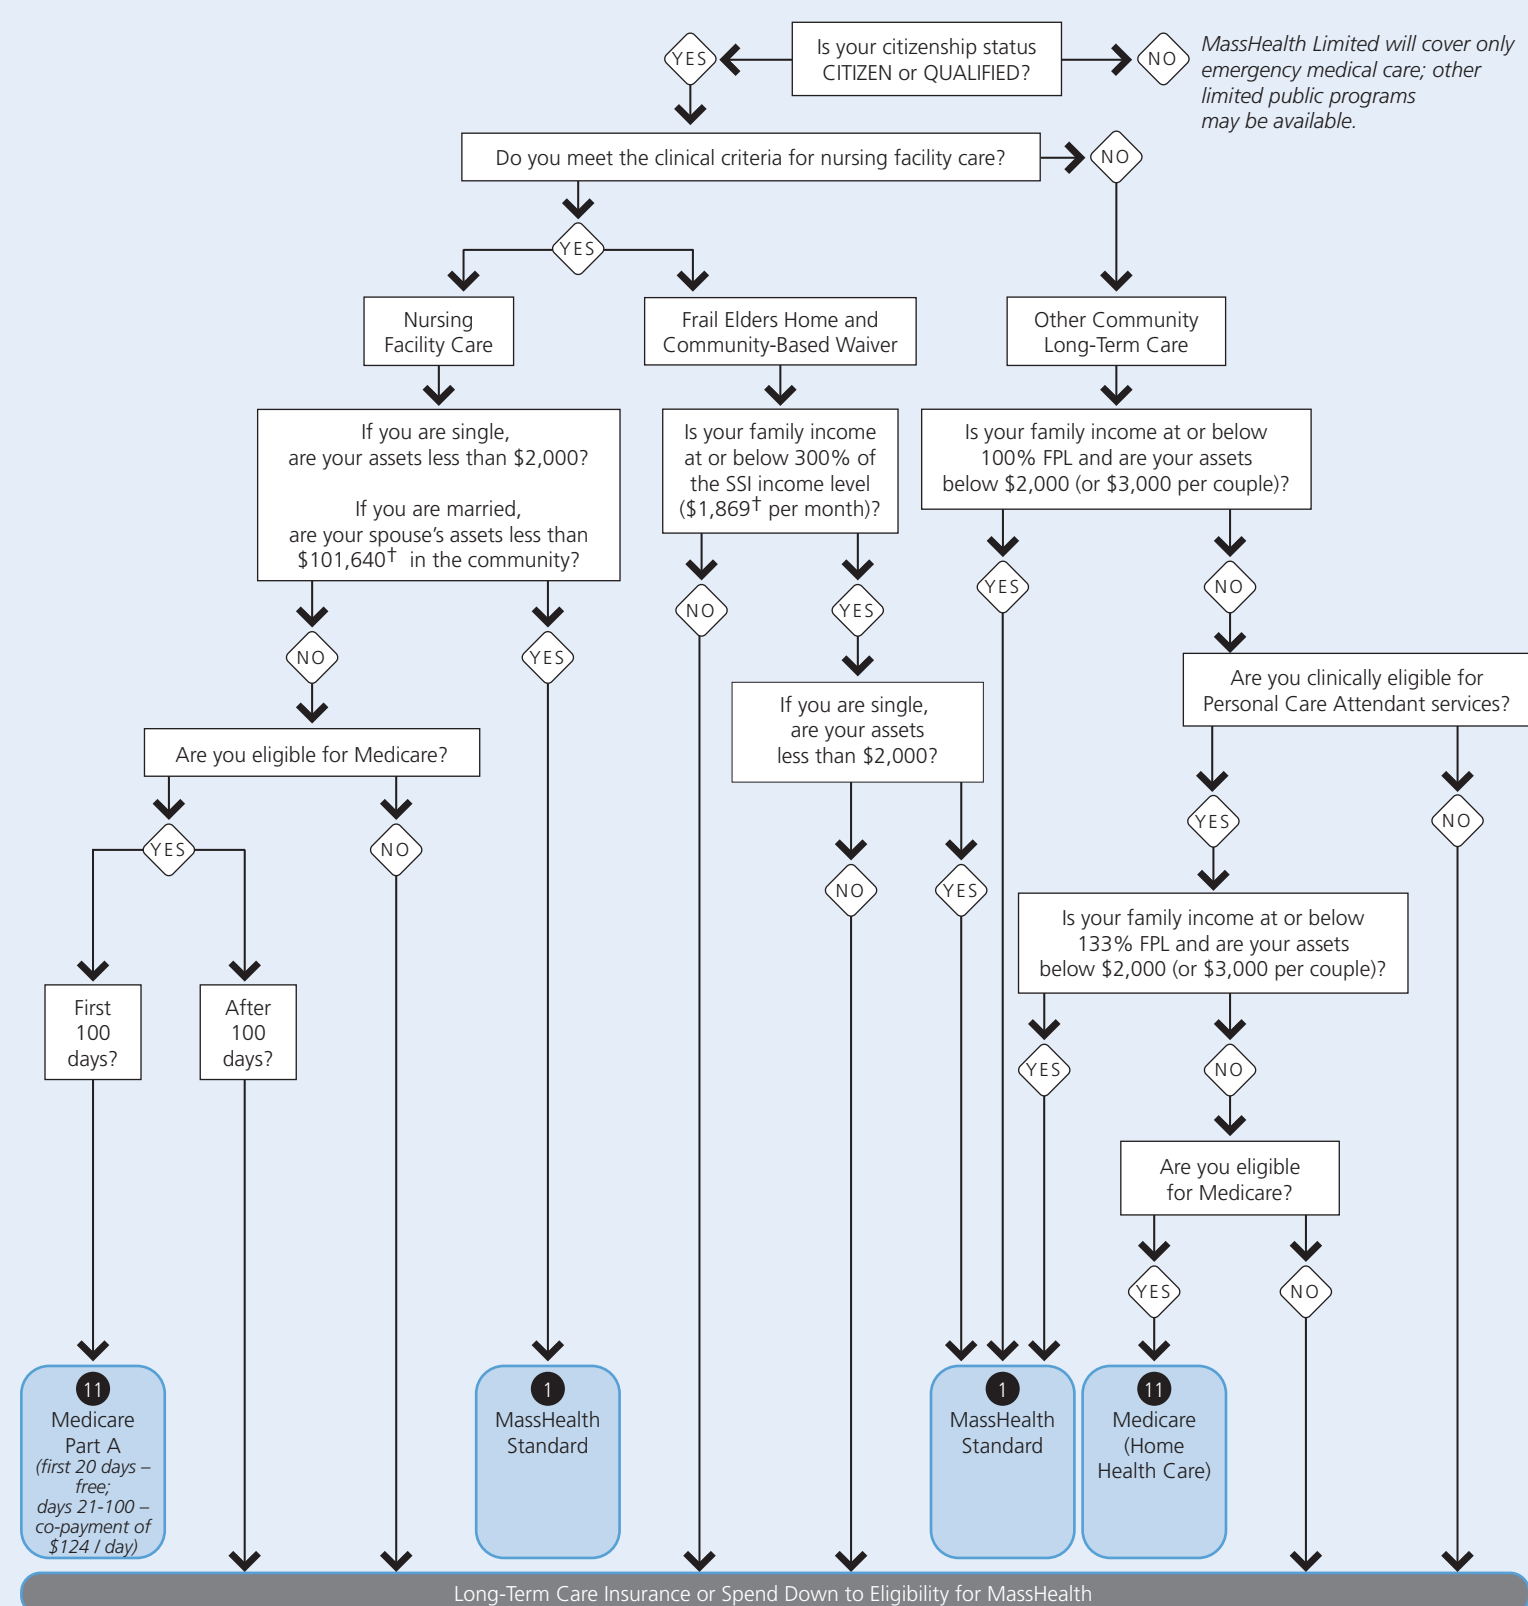 Is your citizenship status
CITIZEN or QUALIFIED?
YES
NO
MassHealth Limited will cover only
emergency medical care; other
limited public programs
may be available.
Do you meet the clinical criteria for nursing facility care?
NO
YES
Nursing
Facility Care
Frail Elders Home and
Community-Based Waiver
Other Community
Long-Term Care
If you are single,
are your assets less than $2,000?
If you are married,
are your spouse's assets less than
$101,640† in the community?
Is your family income
at or below 300% of
the SSI income level
($1,869† per month)?
Is your family income at or below
100% FPL and are your assets
below $2,000 (or $3,000 per couple)?
NO
YES
NO
YES
YES
NO
Are you eligible for Medicare?
If you are single,
are your assets
less than $2,000?
Are you clinically eligible for
Personal Care Attendant services?
YES
NO
NO
YES
YES
NO
First
100
days?
After
100
days?
Is your family income at or below
133% FPL and are your assets
below $2,000 (or $3,000 per couple)?
YES
NO
Are you eligible
for Medicare?
YES
NO
11
Medicare
Part A
(first 20 days –
free;
days 21-100 –
co-payment of
$124 / day)
1
MassHealth
Standard
1
MassHealth
Standard
11
Medicare
(Home
Health Care)
Long-Term Care Insurance or Spend Down to Eligibility for MassHealth